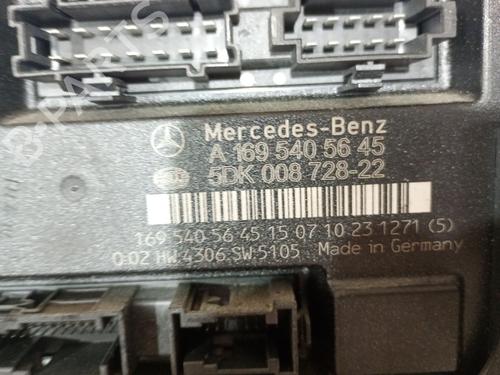 Mercedes-Benz
A 169 540 56 45
5DK 008 728-22
169 540 56 45 15 07 10 23 1271 (5)
0:02 HW.4306.SW.5105 Made in Germany
B-PARTS